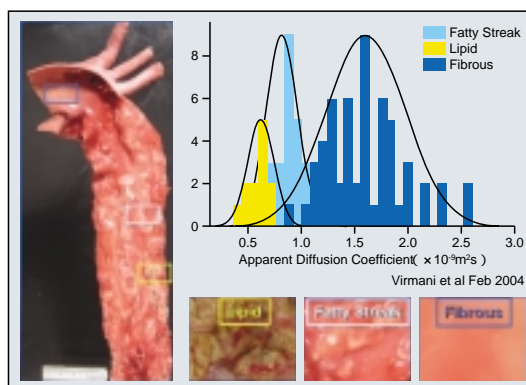 Fatty Streak
Lipid
Fibrous
8
6
4
2
0
0.5 1.0 1.5 2.0 2.5 3.0
Apparent Diffusion Coefficient( ×10-9m2s)
Virmani et al Feb 2004
Lipid Fatty Streak Fibrous